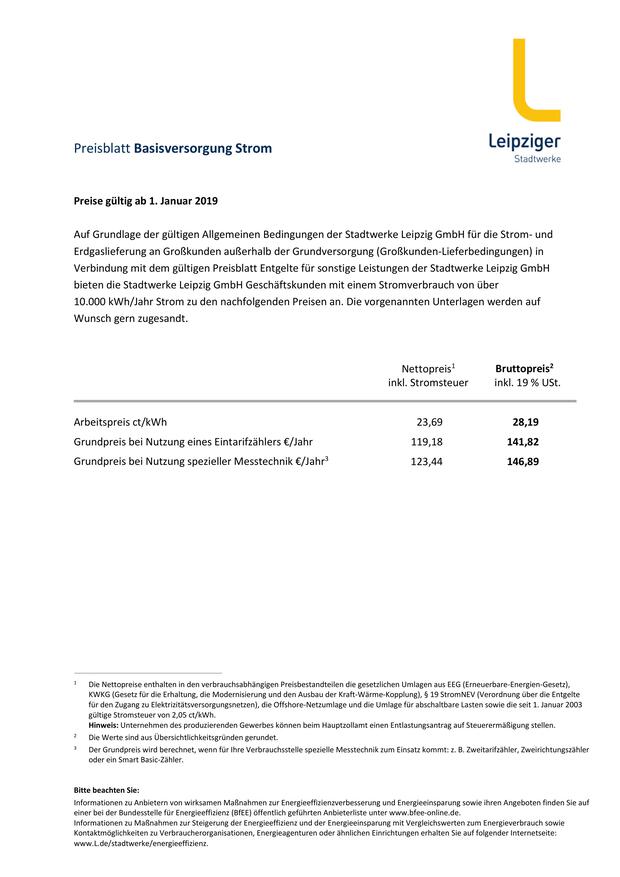 Leipziger
Stadtwerke
Preisblatt Basisversorgung Strom
Preise gültig ab 1. Januar 2019
Auf Grundlage der gültigen Allgemeinen Bedingungen der Stadtwerke Leipzig GmbH für die Strom- und
Erdgaslieferung an Großkunden außerhalb der Grundversorgung (Großkunden-Lieferbedingungen) in
Verbindung mit dem gültigen Preisblatt Entgelte für sonstige Leistungen der Stadtwerke Leipzig GmbH
bieten die Stadtwerke Leipzig GmbH Geschäftskunden mit einem Stromverbrauch von über
10.000 kWh/Jahr Strom zu den nachfolgenden Preisen an. Die vorgenannten Unterlagen werden auf
Wunsch gern zugesandt.
Nettopreis¹ Bruttopreis²
inkl. Stromsteuer inkl. 19 % USt.
Arbeitspreis ct/kWh 23,69 28,19
Grundpreis bei Nutzung eines Eintarifzählers €/Jahr 119,18 141,82
Grundpreis bei Nutzung spezieller Messtechnik €/Jahr³ 123,44 146,89
¹ Die Nettopreise enthalten in den verbrauchsabhängigen Preisbestandteilen die gesetzlichen Umlagen aus EEG (Erneuerbare-Energien-Gesetz),
KWKG (Gesetz für die Erhaltung, die Modernisierung und den Ausbau der Kraft-Wärme-Kopplung), § 19 StromNEV (Verordnung über die Entgelte
für den Zugang zu Elektrizitätsversorgungsnetzen), die Offshore-Netzumlage und die Umlage für abschaltbare Lasten sowie die seit 1. Januar 2003
gültige Stromsteuer von 2,05 ct/kWh.
Hinweis: Unternehmen des produzierenden Gewerbes können beim Hauptzollamt einen Entlastungsantrag auf Steuerermäßigung stellen.
² Die Werte sind aus Übersichtlichkeitsgründen gerundet.
³ Der Grundpreis wird berechnet, wenn für Ihre Verbrauchsstelle spezielle Messtechnik zum Einsatz kommt: z. B. Zweitarifzähler, Zweirichtungszähler
oder ein Smart Basic-Zähler.
Bitte beachten Sie:
Informationen zu Anbietern von wirksamen Maßnahmen zur Energieeffizienzverbesserung und Energieeinsparung sowie ihren Angeboten finden Sie auf
einer bei der Bundesstelle für Energieeffizienz (BfEE) öffentlich geführten Anbieterliste unter www.bfee-online.de.
Informationen zu Maßnahmen zur Steigerung der Energieeffizienz und der Energieeinsparung mit Vergleichswerten zum Energieverbrauch sowie
Kontaktmöglichkeiten zu Verbraucherorganisationen, Energieagenturen oder ähnlichen Einrichtungen erhalten Sie auf folgender Internetseite:
www.L.de/stadtwerke/energieeffizienz.